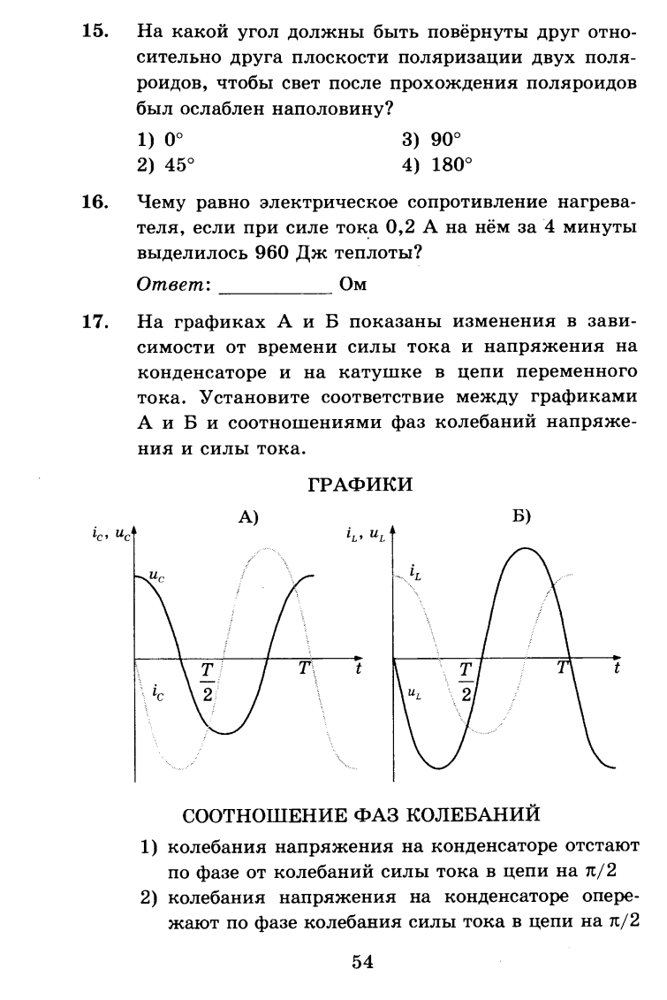 15. На какой угол должны быть повёрнуты друг отно-
сительно друга плоскости поляризации двух поля-
роидов, чтобы свет после прохождения поляроидов
был ослаблен наполовину?
1) 0° 3) 90°
2) 45° 4) 180°
16. Чему равно электрическое сопротивление нагрева-
теля, если при силе тока 0,2 А на нём за 4 минуты
выделилось 960 Дж теплоты?
Ответ: ____________ Ом
17. На графиках А и Б показаны изменения в зави-
симости от времени силы тока и напряжения на
конденсаторе и на катушке в цепи переменного
тока. Установите соответствие между графиками
А и Б и соотношениями фаз колебаний напряже-
ния и силы тока.
ГРАФИКИ
А) Б)
i_C, u_C i_L, u_L
u_C i_L
T/2 T t T/2 T t
i_C u_L
СООТНОШЕНИЕ ФАЗ КОЛЕБАНИЙ
1) колебания напряжения на конденсаторе отстают
по фазе от колебаний силы тока в цепи на π/2
2) колебания напряжения на конденсаторе опере-
жают по фазе колебания силы тока в цепи на π/2
54